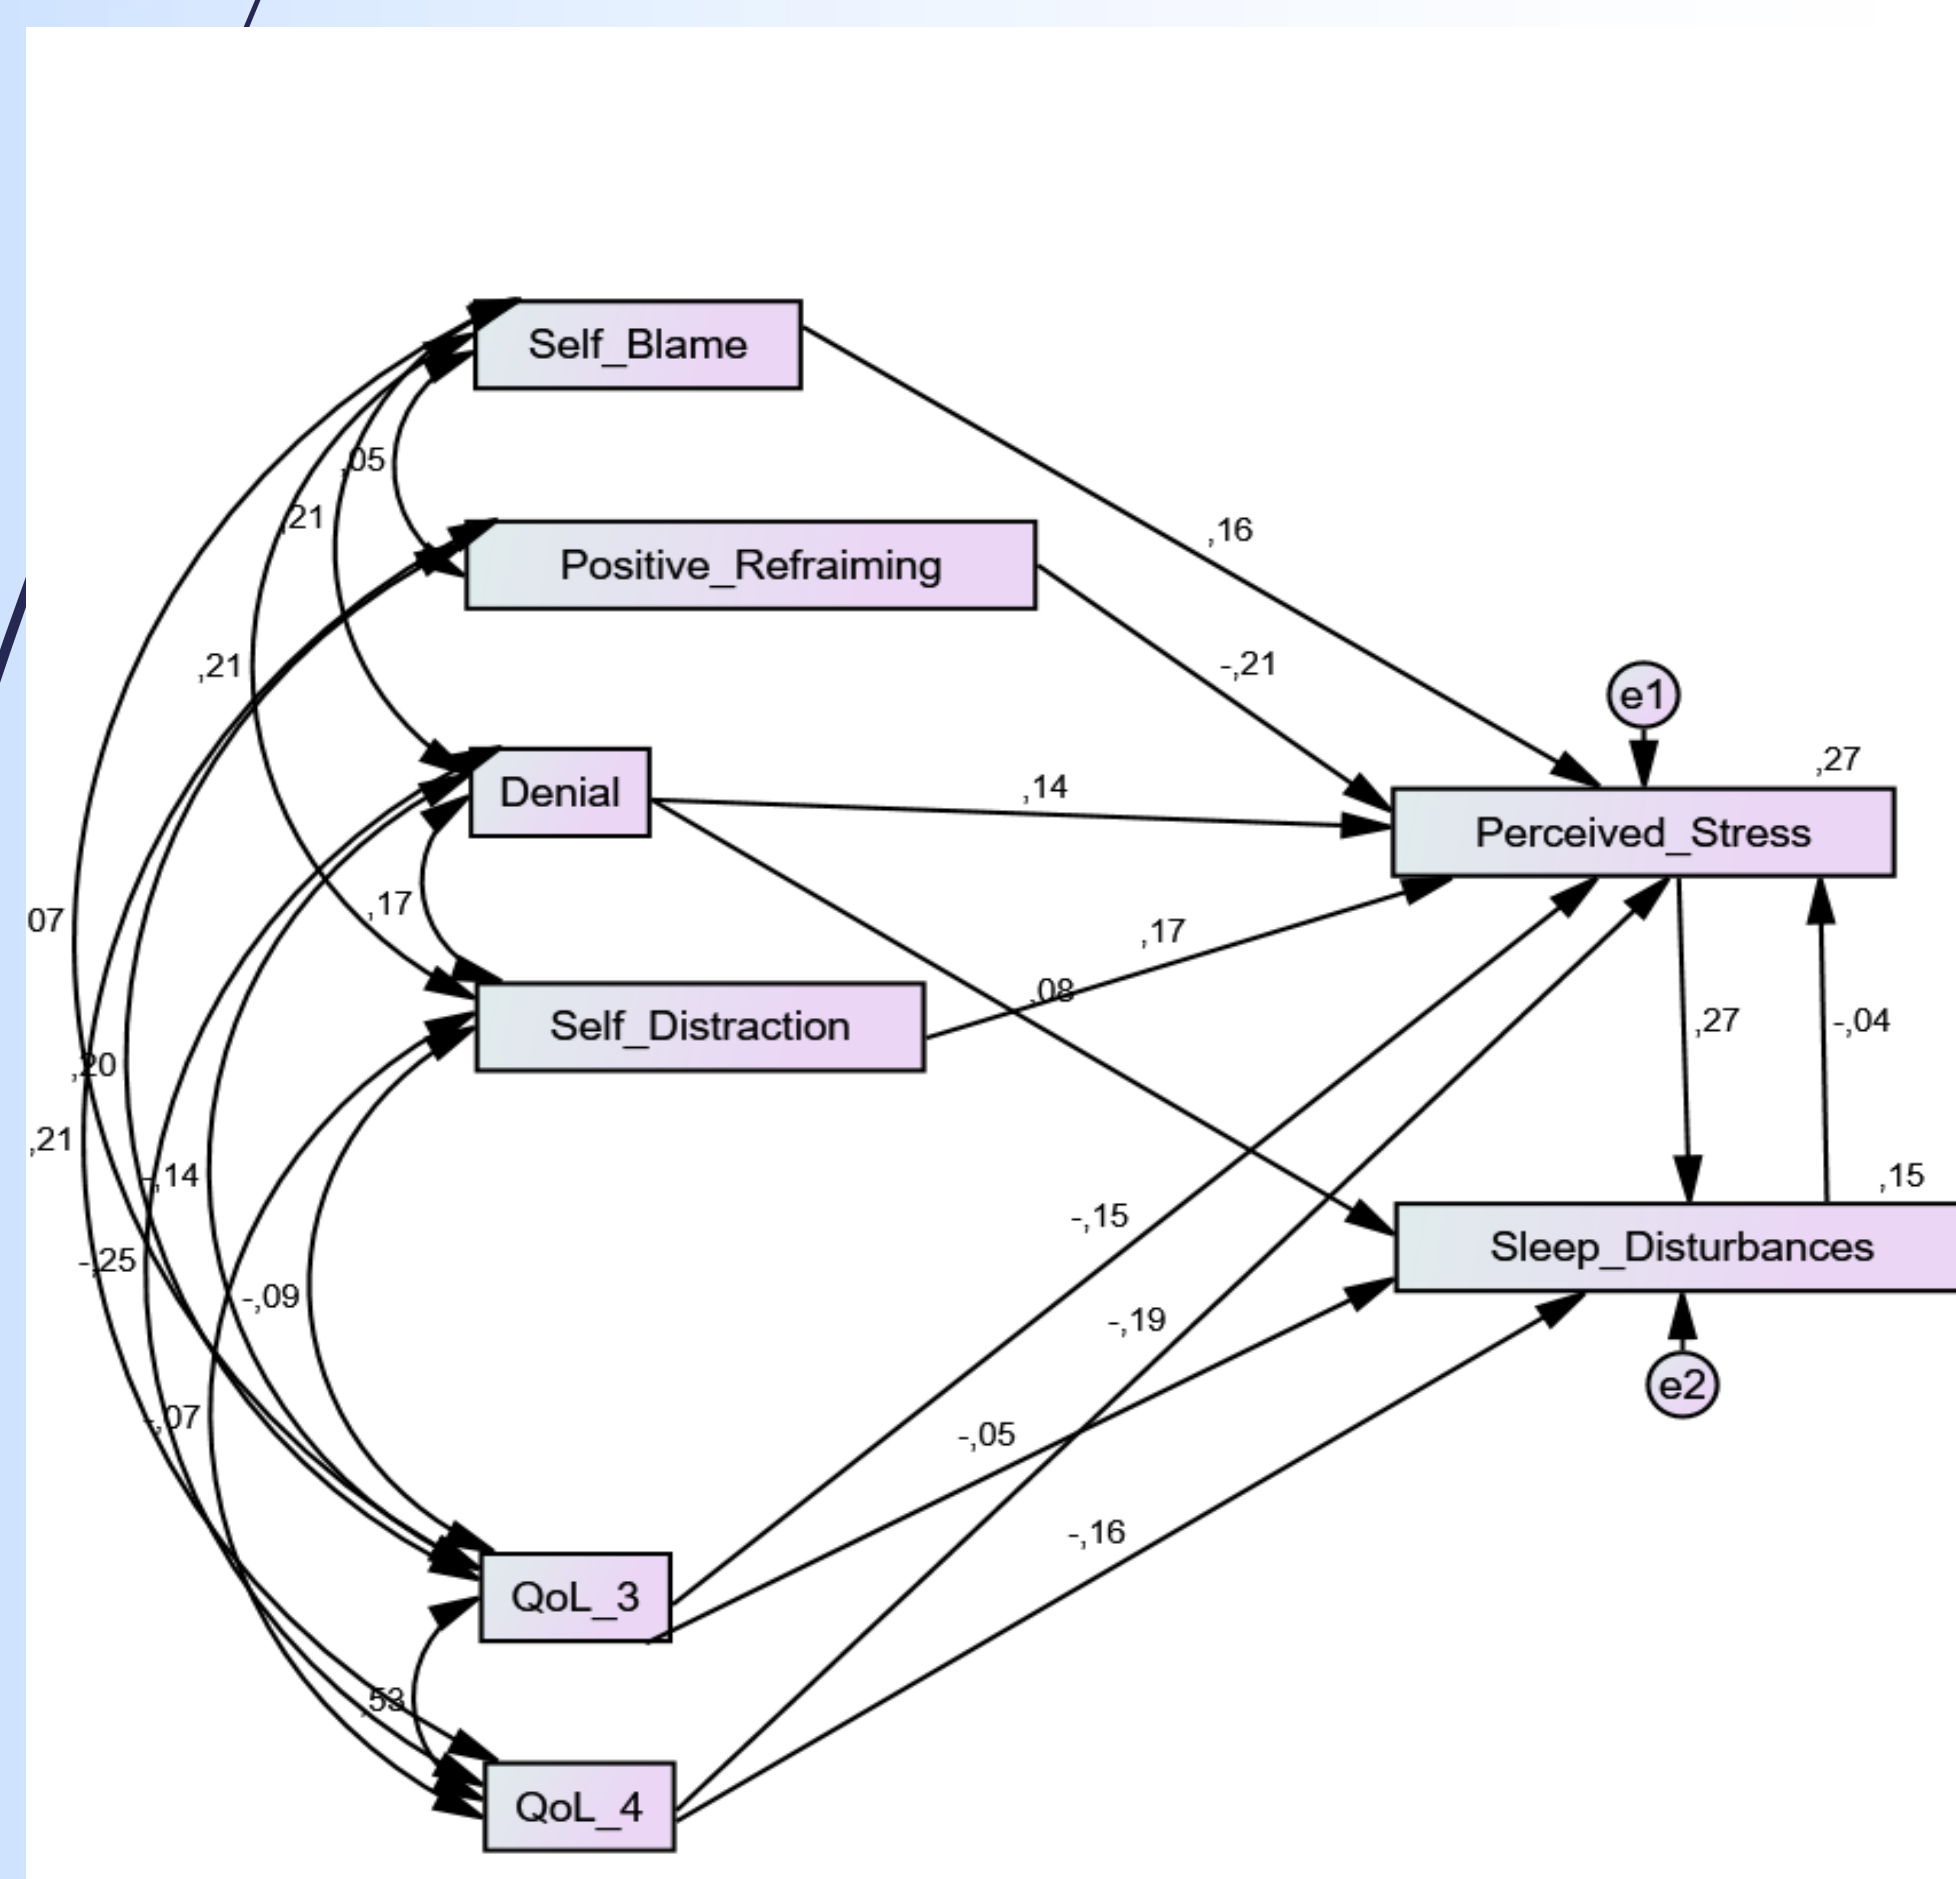 Self_Blame
,05
,21
,16
Positive_Refraiming
,21
-,21
e1
,27
Denial
,14
Perceived_Stress
,17
07
,17
,08
Self_Distraction
,27
-,04
,20
,21
-,14
,15
-,15
Sleep_Disturbances
-,25
-,09
-,19
e2
-,07
-,05
-,16
QoL_3
,53
QoL_4